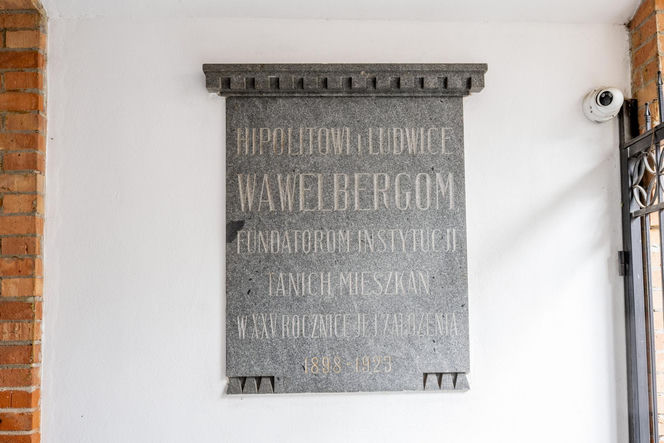 HIPOLITOWI i LUDWICE
WAWELBERGOM
FUNDATOROM INSTYTUCJI
TANICH MIESZKAŃ
W XXV ROCZNICĘ JEJ ZAŁOŻENIA
1898-1923